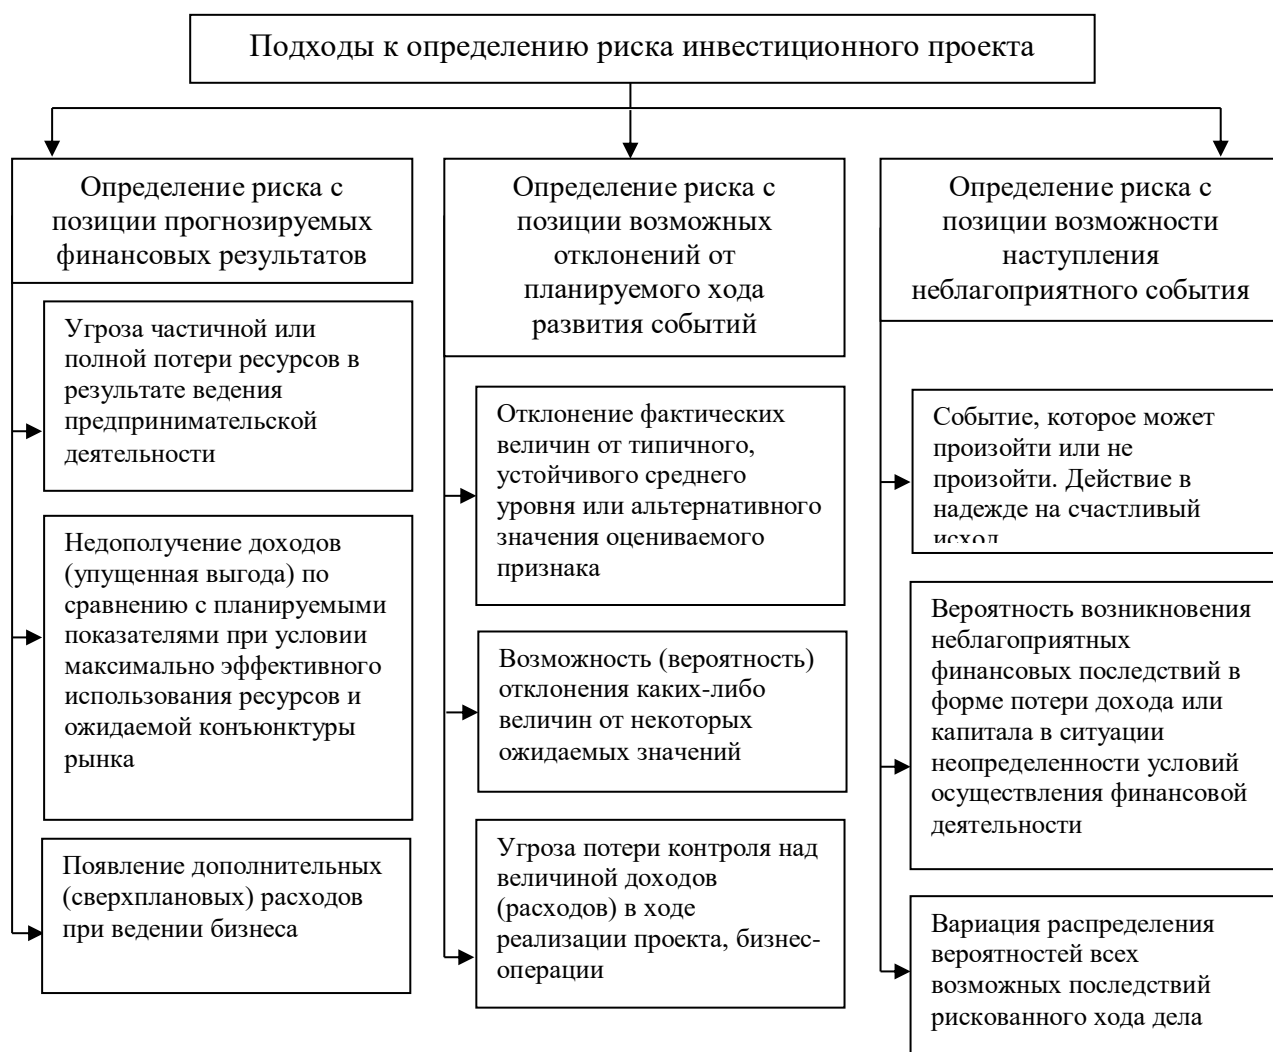 Подходы к определению риска инвестиционного проекта
Определение риска с
позиции прогнозируемых
финансовых результатов
Угроза частичной или
полной потери ресурсов в
результате ведения
предпринимательской
деятельности
Недополучение доходов
(упущенная выгода) по
сравнению с планируемыми
показателями при условии
максимально эффективного
использования ресурсов и
ожидаемой конъюнктуры
рынка
Появление дополнительных
(сверхплановых) расходов
при ведении бизнеса
Определение риска с
позиции возможных
отклонений от
планируемого хода
развития событий
Отклонение фактических
величин от типичного,
устойчивого среднего
уровня или альтернативного
значения оцениваемого
признака
Возможность (вероятность)
отклонения каких-либо
величин от некоторых
ожидаемых значений
Угроза потери контроля над
величиной доходов
(расходов) в ходе
реализации проекта, бизнес-
операции
Определение риска с
позиции возможности
наступления
неблагоприятного события
Событие, которое может
произойти или не
произойти. Действие в
надежде на счастливый
исход
Вероятность возникновения
неблагоприятных
финансовых последствий в
форме потери дохода или
капитала в ситуации
неопределенности условий
осуществления финансовой
деятельности
Вариация распределения
вероятностей всех
возможных последствий
рискованного хода дела